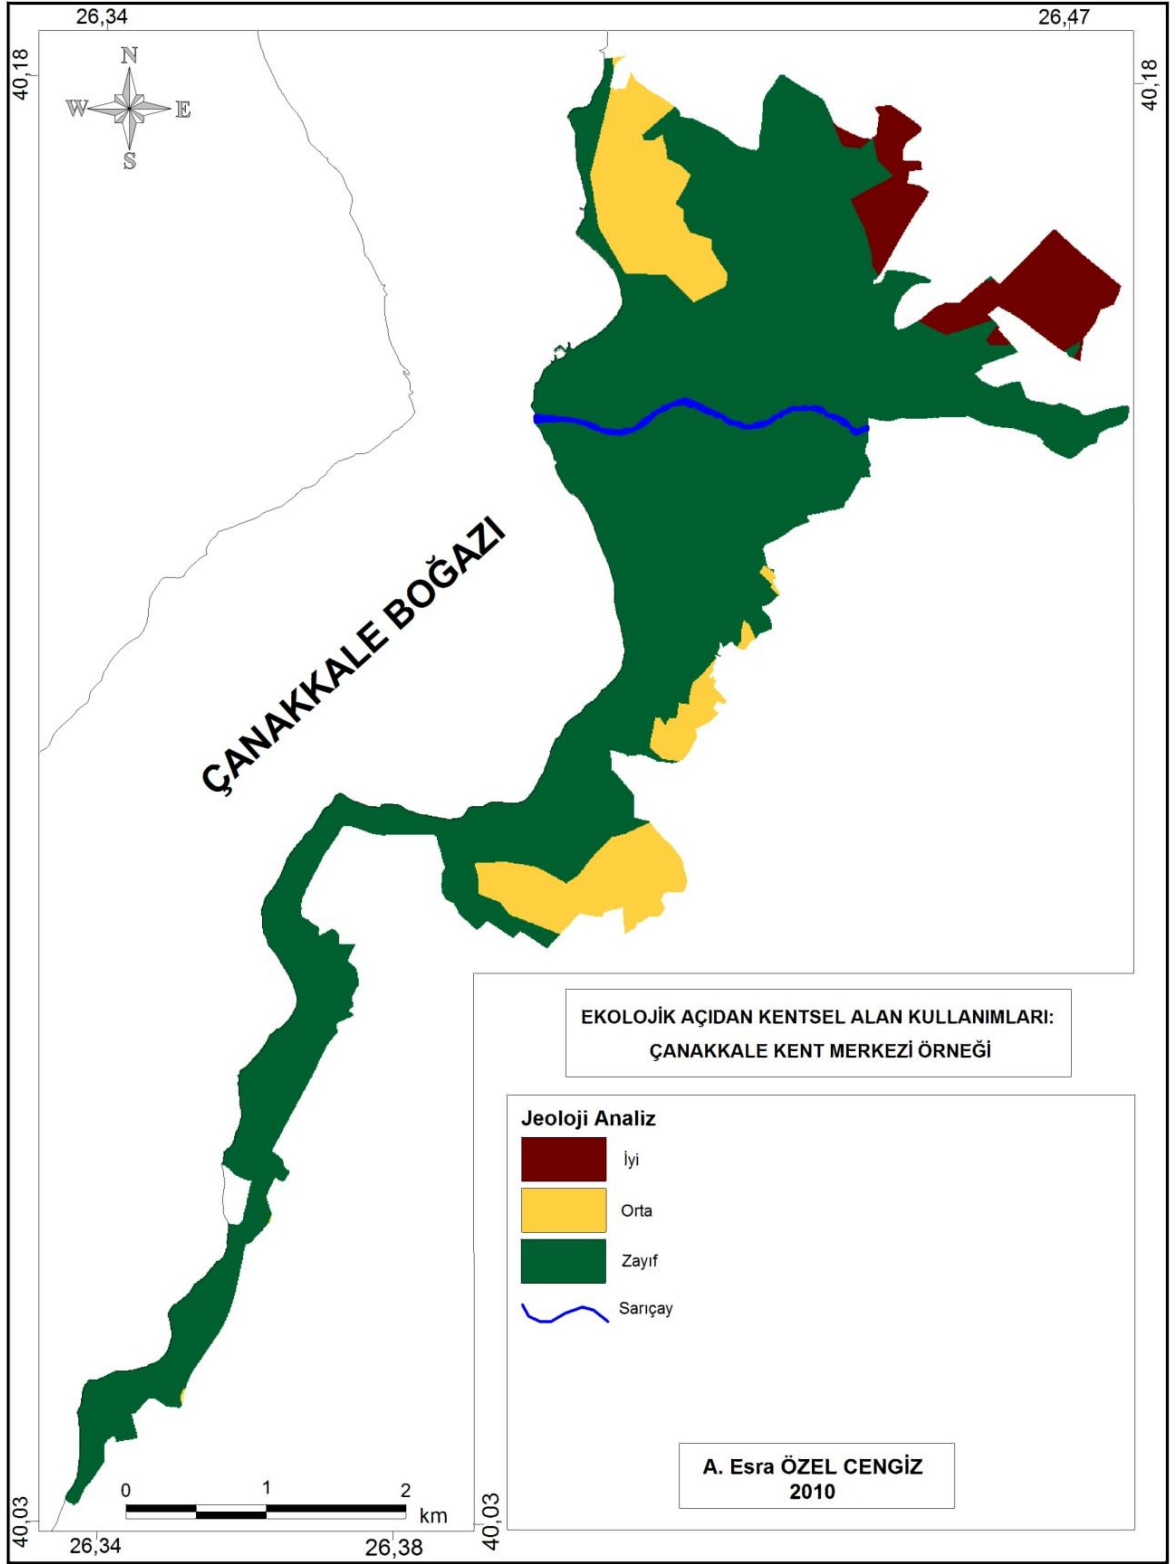 26,34
26,47
40,18
40,18
N
W
E
S
ÇANAKKALE BOĞAZI
EKOLOJİK AÇIDAN KENTSEL ALAN KULLANIMLARI:
ÇANAKKALE KENT MERKEZİ ÖRNEĞİ
Jeoloji Analiz
İyi
Orta
Zayıf
Sarıçay
A. Esra ÖZEL CENGİZ
2010
0
1
2
km
40,03
40,03
26,34
26,38